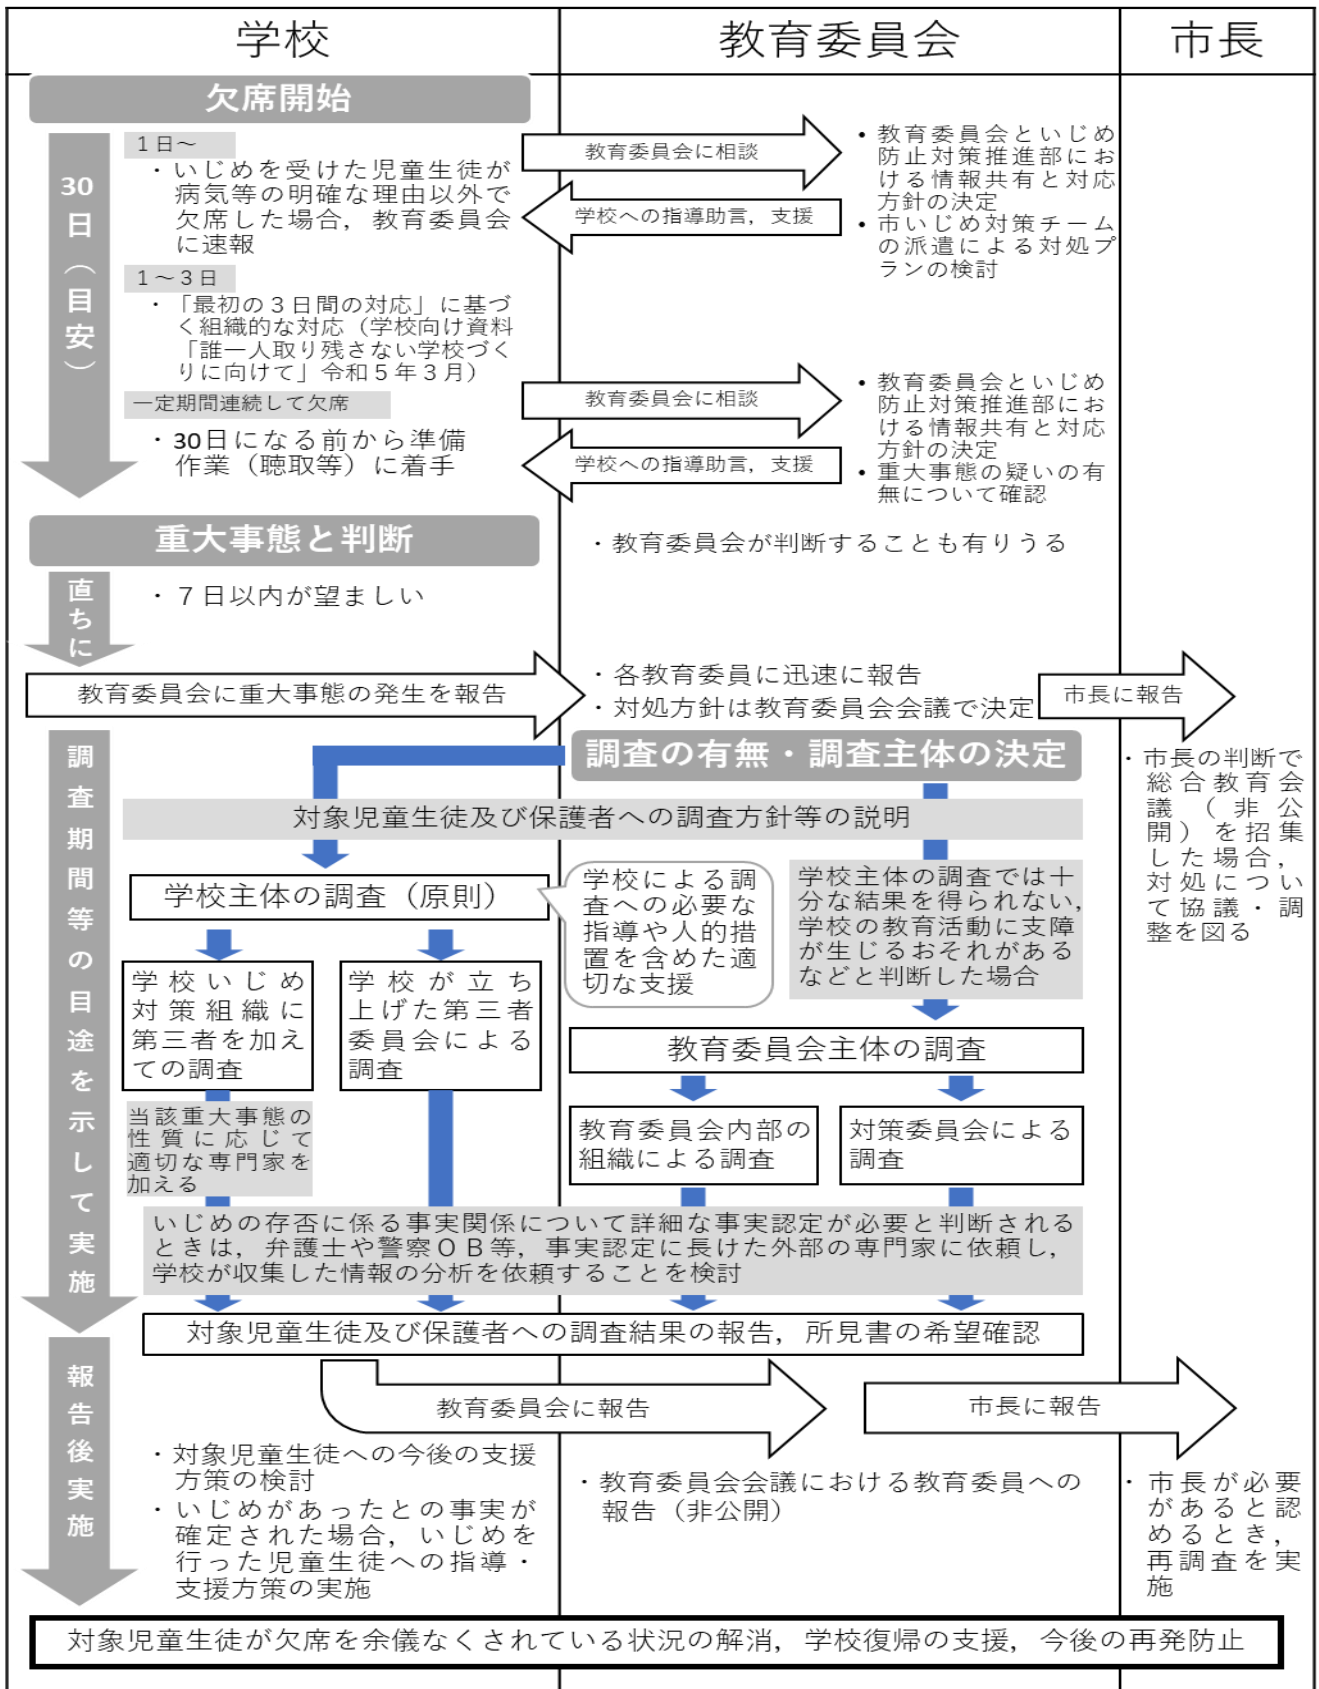 学校
教育委員会
市長
欠席開始
30日（目安）
１日～
・いじめを受けた児童生徒が
病気等の明確な理由以外で
欠席した場合，教育委員会
に速報
教育委員会に相談
学校への指導助言，支援
• 教育委員会といじめ
防止対策推進部にお
ける情報共有と対応
方針の決定
• 市いじめ対策チーム
の派遣による対処プ
ランの検討
１～３日
・「最初の３日間の対応」に基づ
く組織的な対応（学校向け資料
「誰一人取り残さない学校づく
りに向けて」令和５年３月）
一定期間連続して欠席
・30日になる前から準備
作業（聴取等）に着手
教育委員会に相談
学校への指導助言，支援
• 教育委員会といじめ
防止対策推進部にお
ける情報共有と対応
方針の決定
• 重大事態の疑いの有
無について確認
重大事態と判断
・教育委員会が判断することも有りうる
直ちに
・７日以内が望ましい
教育委員会に重大事態の発生を報告
・各教育委員に迅速に報告
・対処方針は教育委員会会議で決定
市長に報告
調査期間等の目途を示して実施
調査の有無・調査主体の決定
・市長の判断で
総合教育会
議（非公
開）を招集
した場合，
対処につい
て協議・調
整を図る
対象児童生徒及び保護者への調査方針等の説明
学校主体の調査（原則）
学校による調
査への必要な
指導や人的措
置を含めた適
切な支援
学校主体の調査では十
分な結果を得られない，
学校の教育活動に支障
が生じるおそれがある
などと判断した場合
学校いじめ
対策組織に
第三者を加え
ての調査
学校が立ち
上げた第三者
委員会による
調査
教育委員会主体の調査
当該重大事態の
性質に応じて
適切な専門家を
加える
教育委員会内部の
組織による調査
対策委員会による
調査
いじめの存否に係る事実関係について詳細な事実認定が必要と判断される
ときは，弁護士や警察ＯＢ等，事実認定に長けた外部の専門家に依頼し，
学校が収集した情報の分析を依頼することを検討
対象児童生徒及び保護者への調査結果の報告，所見書の希望確認
報告後実施
教育委員会に報告
市長に報告
・対象児童生徒への今後の支援
方策の検討
・いじめがあったとの事実が
確定された場合，いじめを
行った児童生徒への指導・
支援方策の実施
・教育委員会会議における教育委員への
報告（非公開）
・市長が必要
があると認
めるとき，
再調査を実
施
対象児童生徒が欠席を余儀なくされている状況の解消，学校復帰の支援，今後の再発防止